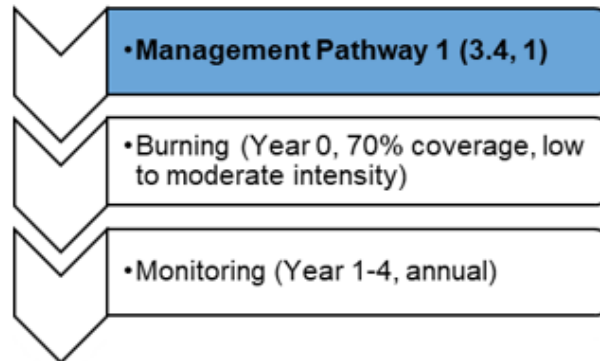 •Management Pathway 1 (3.4, 1)
•Burning (Year 0, 70% coverage, low
to moderate intensity)
•Monitoring (Year 1-4, annual)